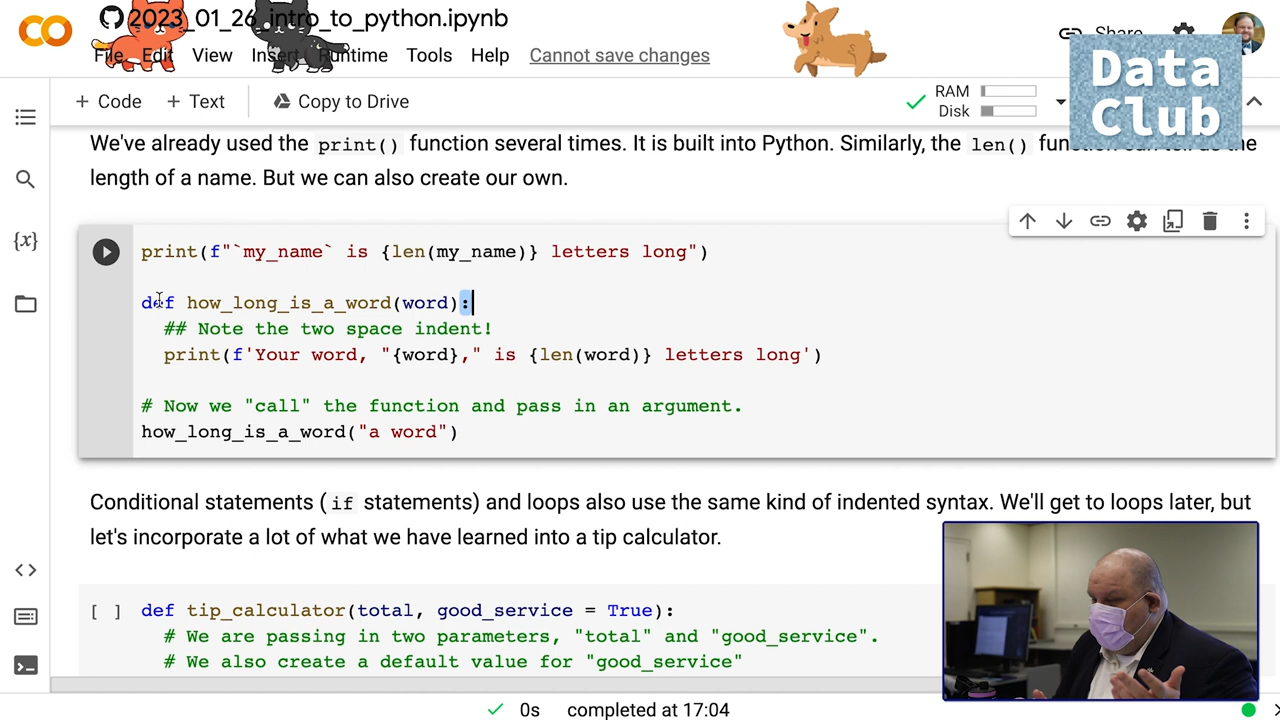 2023_01_26_intro_to_python.ipynb
Share
File Edit View Insert Runtime Tools Help Cannot save changes
Data
Club
+ Code + Text Copy to Drive
RAM
Disk
We've already used the print() function several times. It is built into Python. Similarly, the len() the
length of a name. But we can also create our own.
print(f"`my_name` is {len(my_name)} letters long")
def how_long_is_a_word(word):
## Note the two space indent!
print(f'Your word, "{word}," is {len(word)} letters long')
# Now we "call" the function and pass in an argument.
how_long_is_a_word("a word")
Conditional statements (if statements) and loops also use the same kind of indented syntax. We'll get to loops later, but
let's incorporate a lot of what we have learned into a tip calculator.
[ ] def tip_calculator(total, good_service = True):
# We are passing in two parameters, "total" and "good_service".
# We also create a default value for "good_service"
0s completed at 17:04